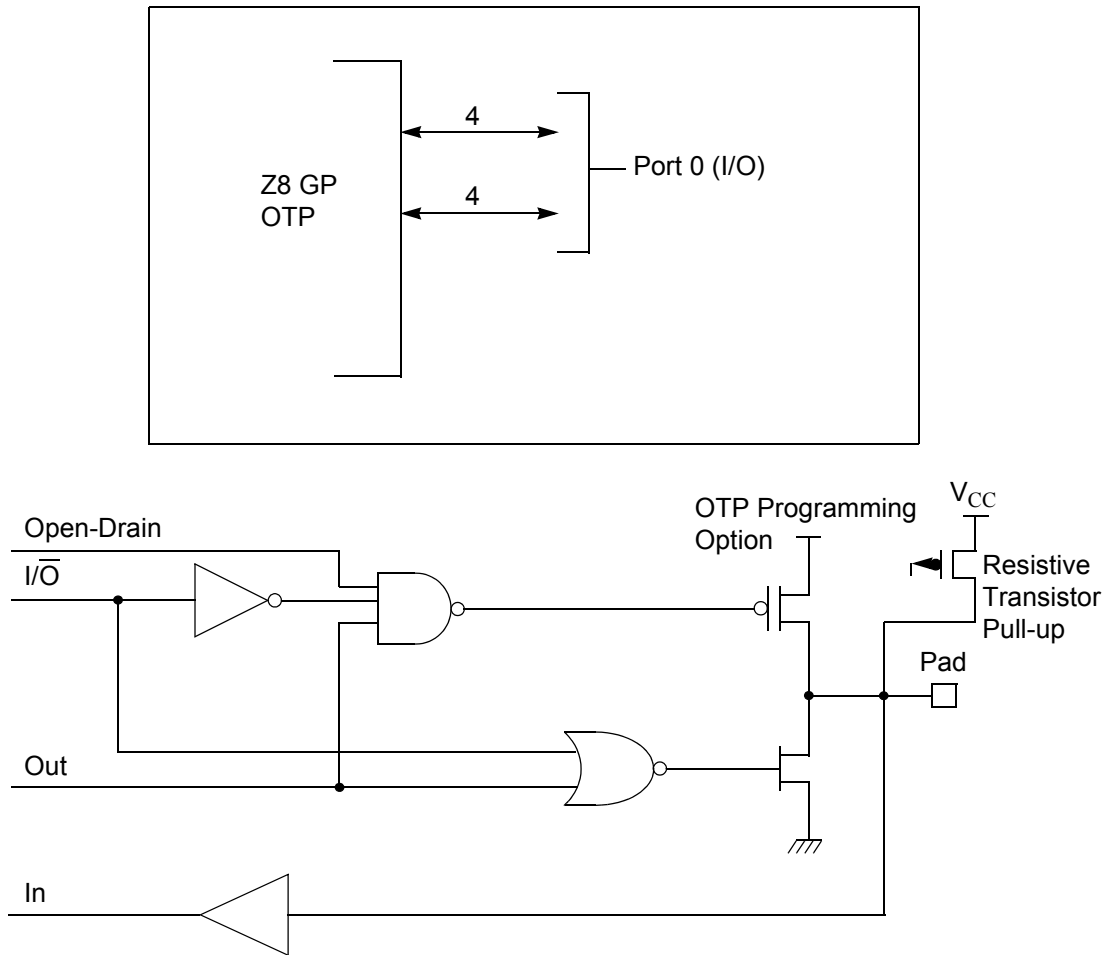 4
Z8 GP
OTP
4
Port 0 (I/O)
Open-Drain
I/O̅
OTP Programming
Option
VCC
Resistive
Transistor
Pull-up
Pad
Out
In